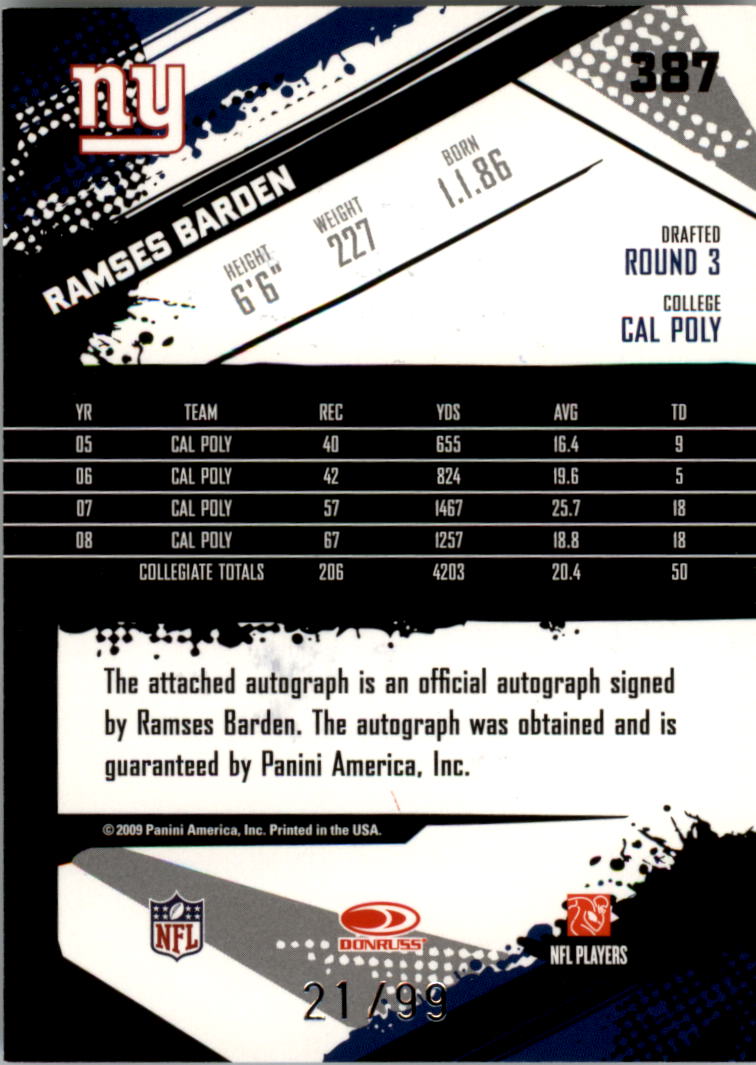 ny
387
RAMSES BARDEN
HEIGHT
6'6"
WEIGHT
227
BORN
1.1.86
DRAFTED
ROUND 3
COLLEGE
CAL POLY
YR TEAM REC YDS AVG TD
05 CAL POLY 40 655 16.4 9
06 CAL POLY 42 824 19.6 5
07 CAL POLY 57 1467 25.7 18
08 CAL POLY 67 1257 18.8 18
COLLEGIATE TOTALS 206 4203 20.4 50
The attached autograph is an official autograph signed
by Ramses Barden. The autograph was obtained and is
guaranteed by Panini America, Inc.
© 2009 Panini America, Inc. Printed in the USA.
NFL
DONRUSS
NFL PLAYERS
21/99